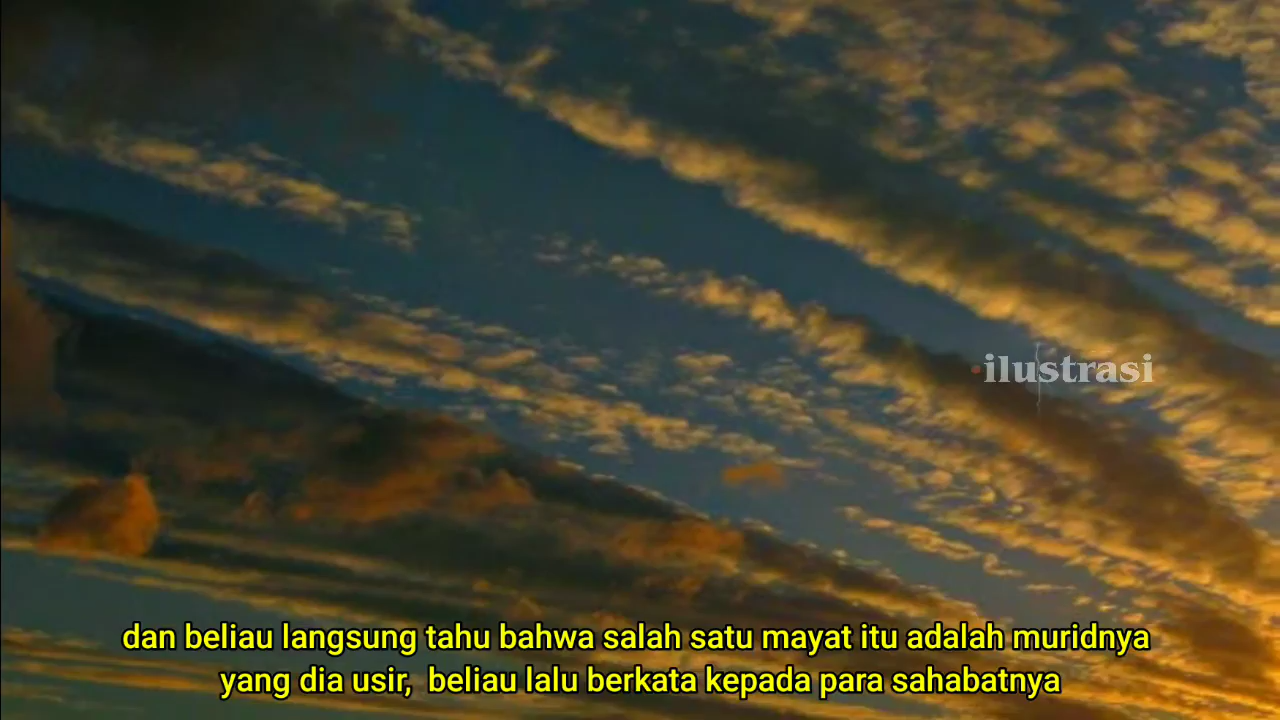 ilustrasi
dan beliau langsung tahu bahwa salah satu mayat itu adalah muridnya
yang dia usir,  beliau lalu berkata kepada para sahabatnya